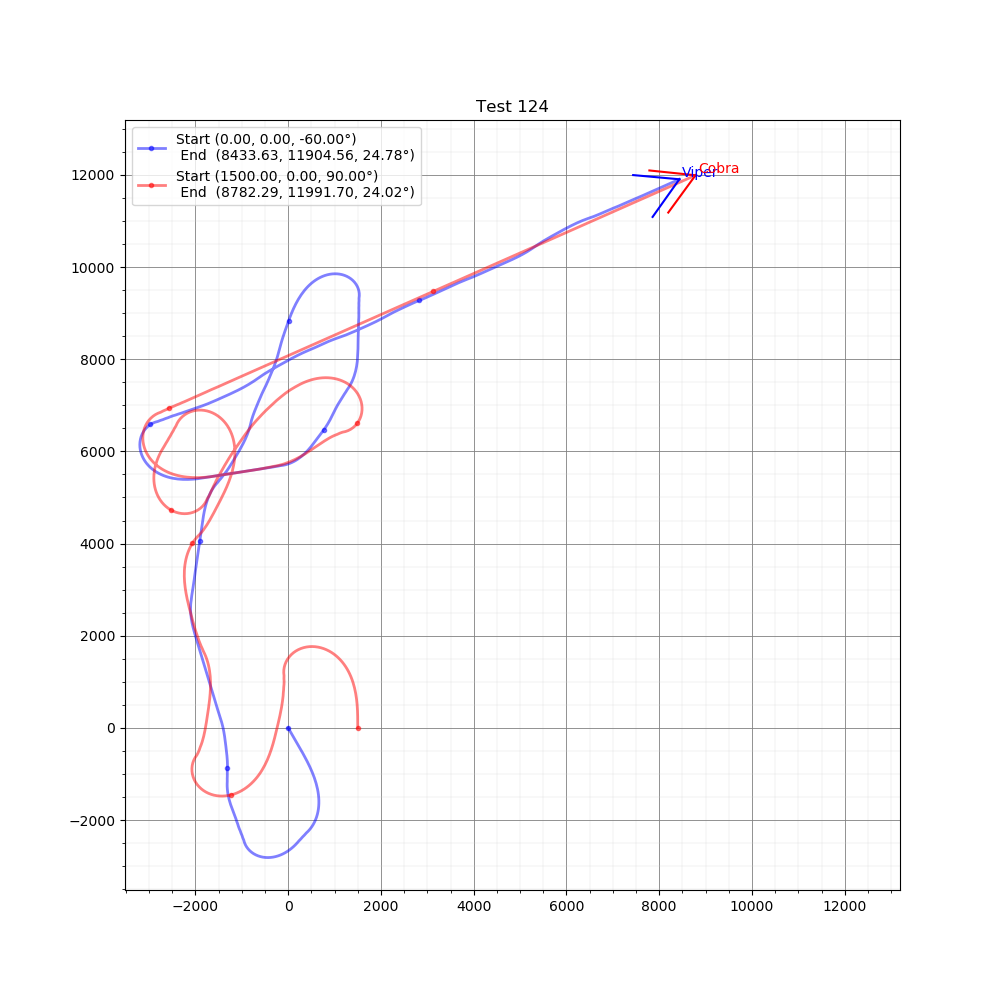 Test 124
Start (0.00, 0.00, -60.00°)
End (8433.63, 11904.56, 24.78°)
Start (1500.00, 0.00, 90.00°)
End (8782.29, 11991.70, 24.02°)
Cobra
Viper
12000
10000
8000
6000
4000
2000
0
−2000
−2000 0 2000 4000 6000 8000 10000 12000